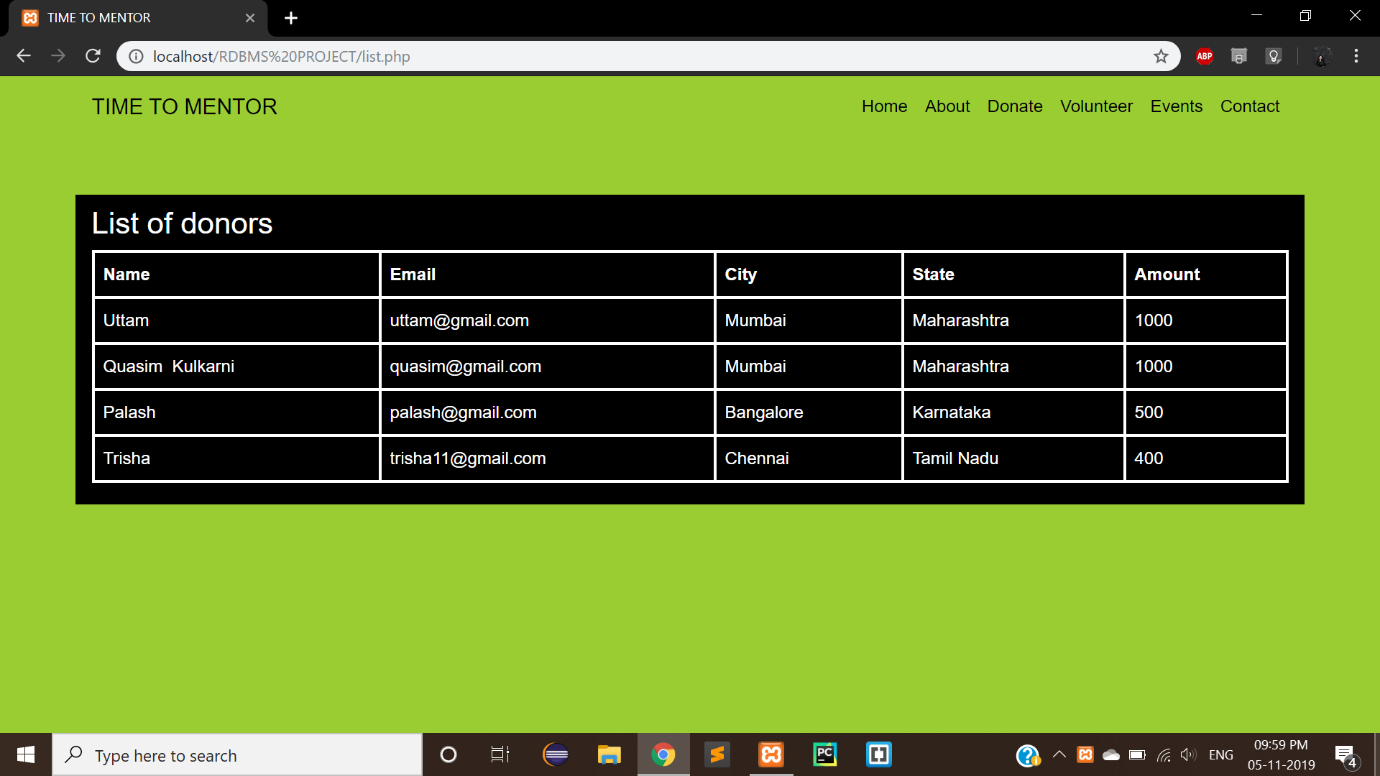 TIME TO MENTOR
localhost/RDBMS%20PROJECT/list.php
ABP
TIME TO MENTOR Home About Donate Volunteer Events Contact
List of donors
Name Email City State Amount
Uttam uttam@gmail.com Mumbai Maharashtra 1000
Quasim Kulkarni quasim@gmail.com Mumbai Maharashtra 1000
Palash palash@gmail.com Bangalore Karnataka 500
Trisha trisha11@gmail.com Chennai Tamil Nadu 400
Type here to search
PC
ENG
09:59 PM
05-11-2019
4